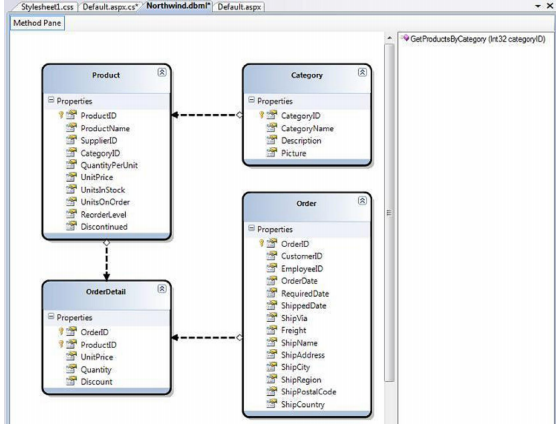 Stylesheet1.css Default.aspx.cs* Northwind.dbml* Default.aspx
Method Pane
GetProductsByCategory (Int32 categoryID)
Product
Properties
ProductID
ProductName
SupplierID
CategoryID
QuantityPerUnit
UnitPrice
UnitsInStock
UnitsOnOrder
ReorderLevel
Discontinued
Category
Properties
CategoryID
CategoryName
Description
Picture
OrderDetail
Properties
OrderID
ProductID
UnitPrice
Quantity
Discount
Order
Properties
OrderID
CustomerID
EmployeeID
OrderDate
RequiredDate
ShippedDate
ShipVia
Freight
ShipName
ShipAddress
ShipCity
ShipRegion
ShipPostalCode
ShipCountry